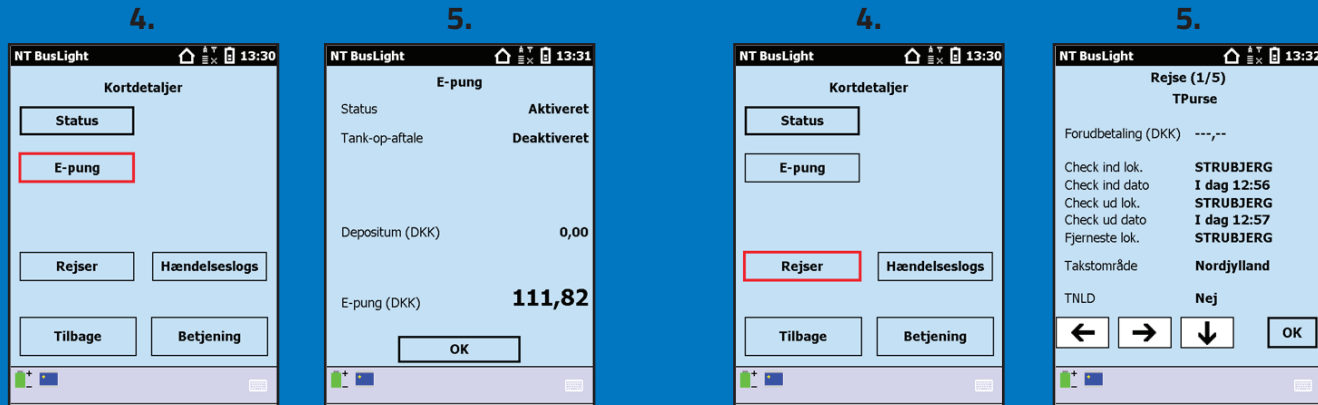 4.
NT BusLight 13:30
Kortdetaljer
Status
E-pung
Rejser Hændelseslogs
Tilbage Betjening
5.
NT BusLight 13:31
E-pung
Status Aktiveret
Tank-op-aftale Deaktiveret
Depositum (DKK) 0,00
E-pung (DKK) 111,82
OK
4.
NT BusLight 13:30
Kortdetaljer
Status
E-pung
Rejser Hændelseslogs
Tilbage Betjening
5.
NT BusLight 13:32
Rejse (1/5)
TPurse
Forudbetaling (DKK) ---,--
Check ind lok. STRUBJERG
Check ind dato I dag 12:56
Check ud lok. STRUBJERG
Check ud dato I dag 12:57
Fjerneste lok. STRUBJERG
Takstområde Nordjylland
TNLD Nej
OK